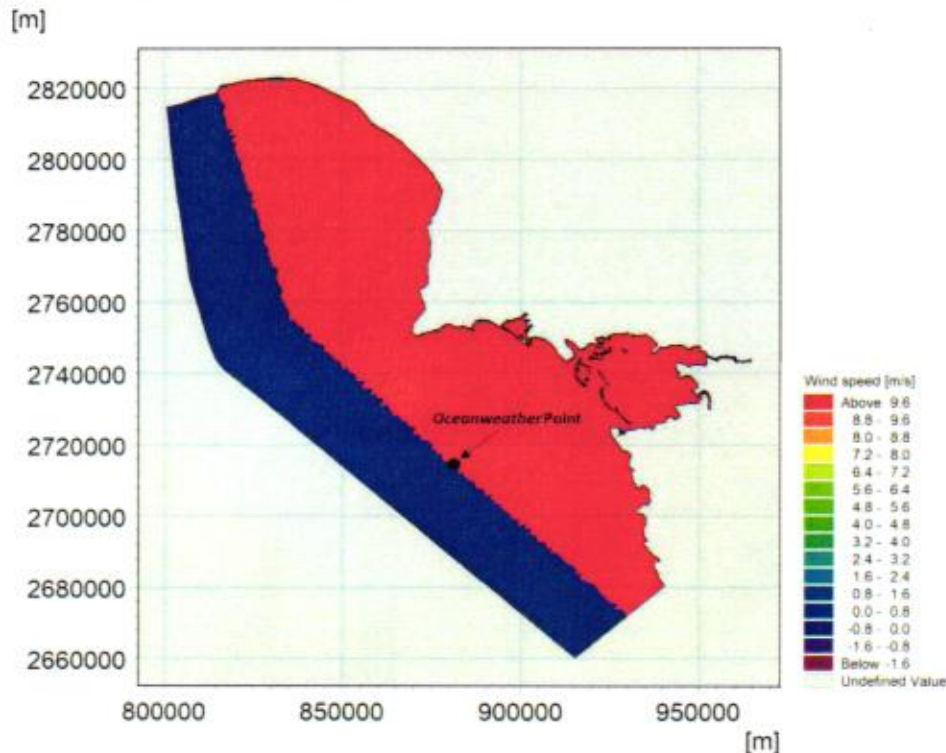 [m]
2820000
2800000
2780000
2760000
2740000
2720000
2700000
2680000
2660000
800000 850000 900000 950000
[m]
OceanweatherPoint
Wind speed [m/s]
Above 9.6
8.8 - 9.6
8.0 - 8.8
7.2 - 8.0
6.4 - 7.2
5.6 - 6.4
4.8 - 5.6
4.0 - 4.8
3.2 - 4.0
2.4 - 3.2
1.6 - 2.4
0.8 - 1.6
0.0 - 0.8
-0.8 - 0.0
-1.6 - -0.8
Below -1.6
Undefined Value